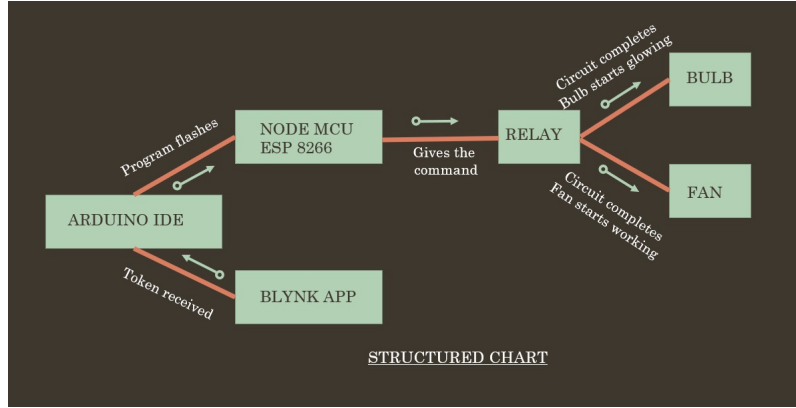 Circuit completes
Bulb starts glowing
BULB
NODE MCU
ESP 8266
Program flashes
RELAY
Gives the
command
Circuit completes
Fan starts working
FAN
ARDUINO IDE
Token received
BLYNK APP
STRUCTURED CHART